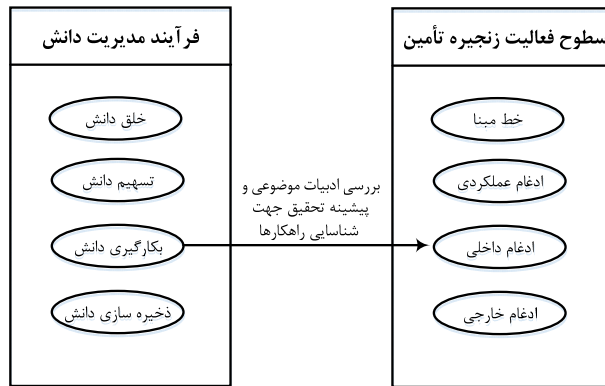 سطوح فعالیت زنجیره تأمین
خط مبنا
ادغام عملکردی
ادغام داخلی
ادغام خارجی
بررسی ادبیات موضوعی و
پیشینه تحقیق جهت
شناسایی راهکارها
فرآیند مدیریت دانش
خلق دانش
تسهیم دانش
بکارگیری دانش
ذخیره سازی دانش